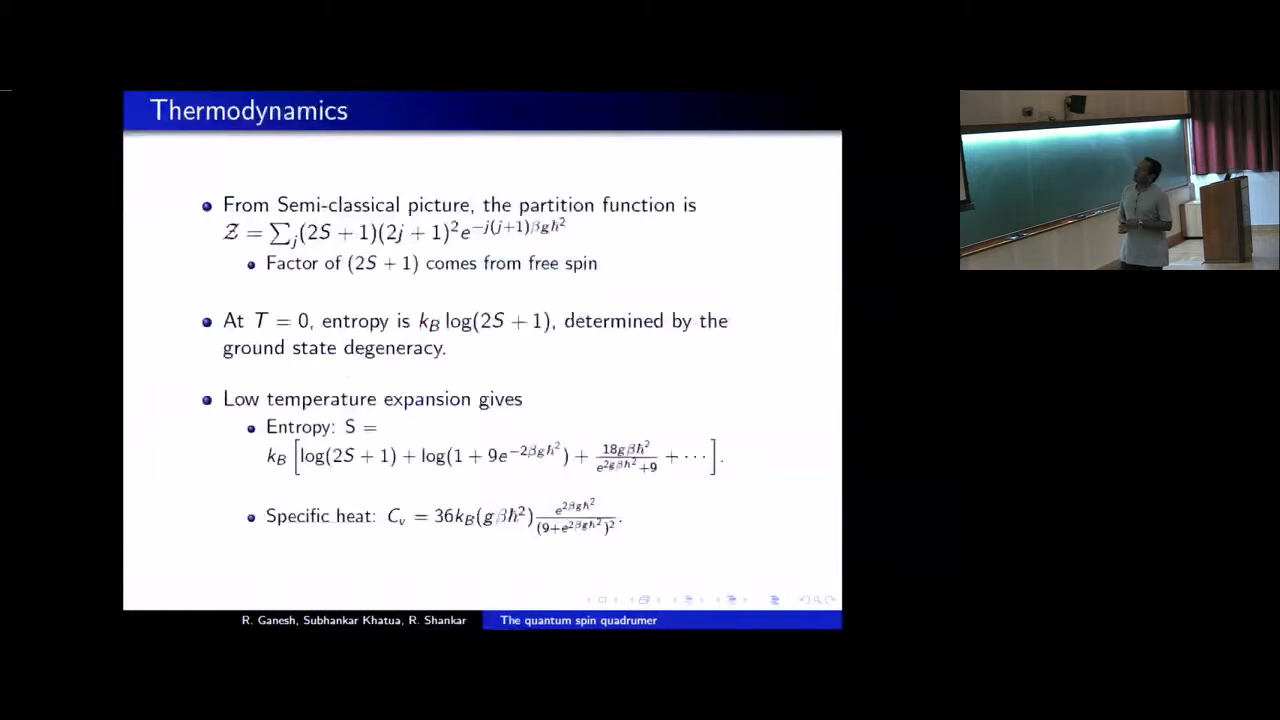 Thermodynamics
From Semi-classical picture, the partition function is
𝒵 = ∑_j(2S + 1)(2j + 1)²e^{−j(j+1)βgℏ²}
Factor of (2S + 1) comes from free spin
At T = 0, entropy is k_B log(2S + 1), determined by the
ground state degeneracy.
Low temperature expansion gives
Entropy: S =
k_B [log(2S + 1) + log(1 + 9e^{−2βgℏ²}) + \frac{18gβℏ²}{e^{2gβℏ²}+9} + ⋯].
Specific heat: C_v = 36k_B(gβℏ²)\frac{e^{2βgℏ²}}{(9+e^{2βgℏ²})²}.
R. Ganesh, Subhankar Khatua, R. Shankar
The quantum spin quadrumer